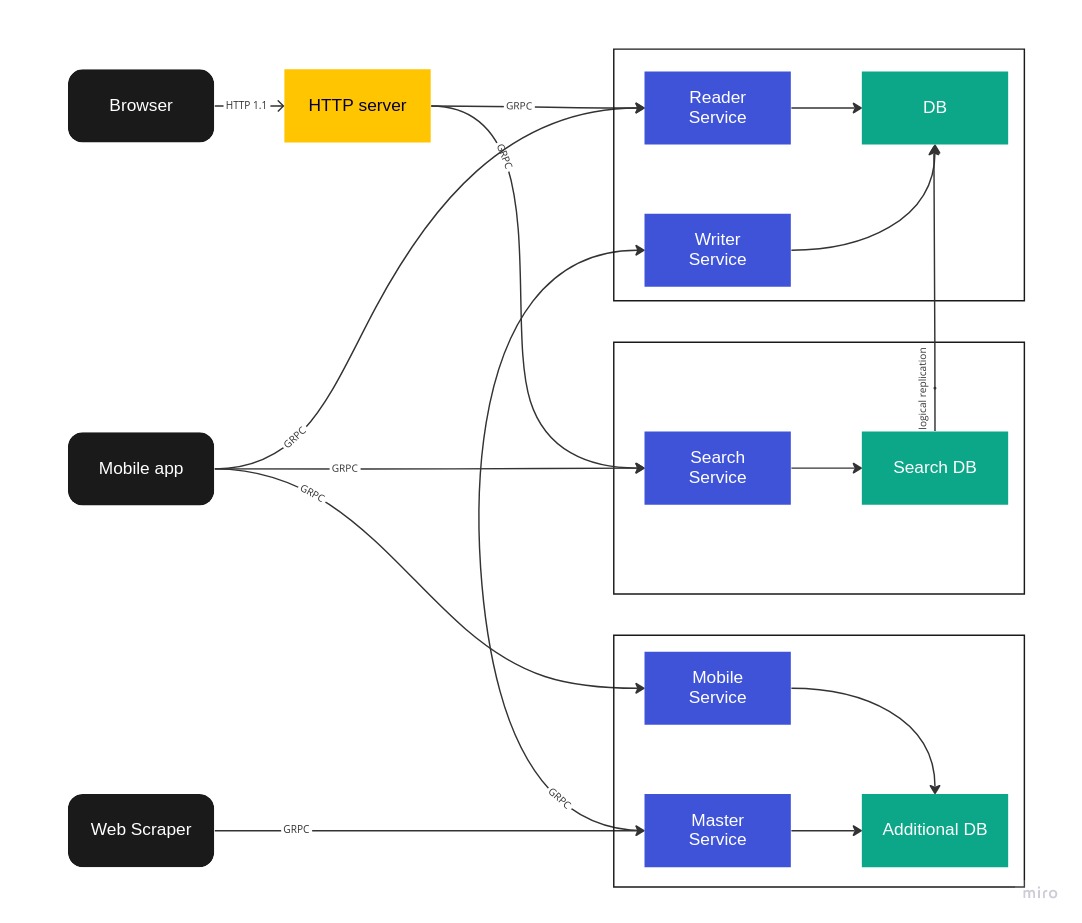 Browser
HTTP 1.1
HTTP server
GRPC
Reader
Service
DB
GRPC
Writer
Service
logical replication
Mobile app
GRPC
GRPC
GRPC
Search
Service
Search DB
Mobile
Service
Web Scraper
GRPC
GRPC
Master
Service
Additional DB
miro